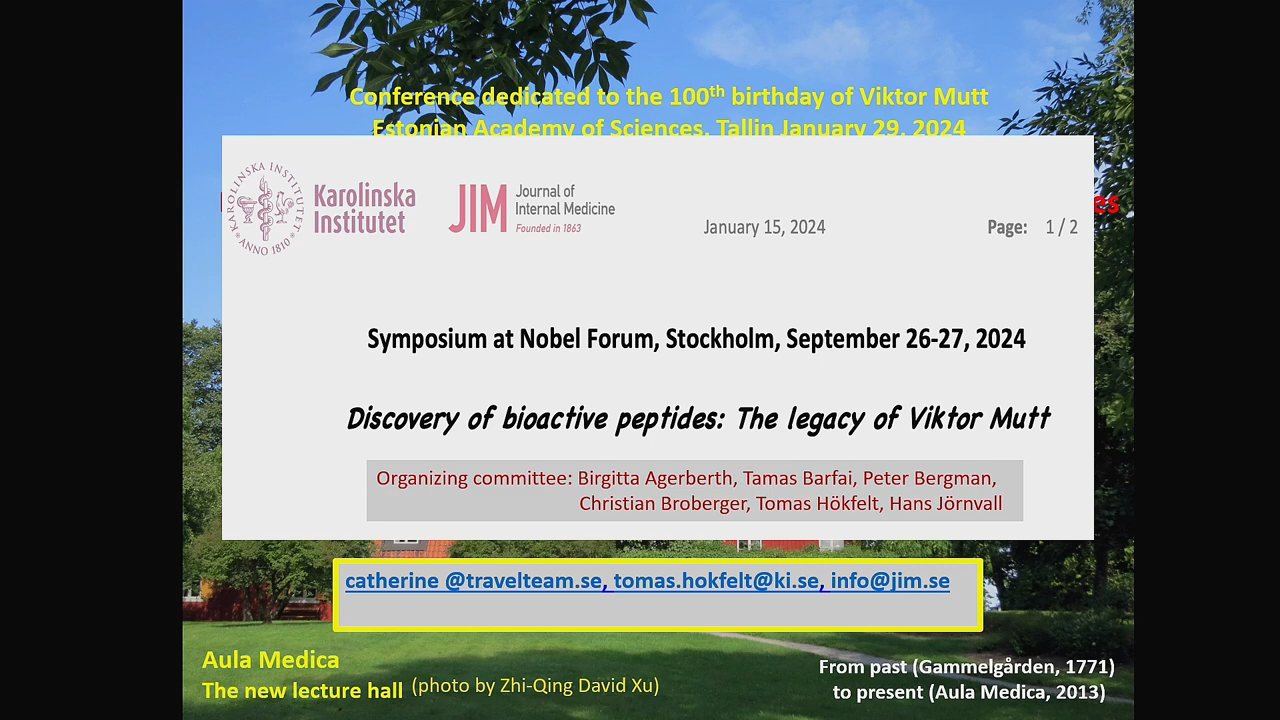 Conference dedicated to the 100th birthday of Viktor Mutt
Estonian Academy of Sciences, Tallin January 29, 2024
es
KAROLINSKA INSTITUTET
ANNO 1810
Karolinska
Institutet
JIM
Journal of
Internal Medicine
Founded in 1863
January 15, 2024
Page: 1 / 2
Symposium at Nobel Forum, Stockholm, September 26-27, 2024
Discovery of bioactive peptides: The legacy of Viktor Mutt
Organizing committee: Birgitta Agerberth, Tamas Barfai, Peter Bergman,
Christian Broberger, Tomas Hökfelt, Hans Jörnvall
catherine @travelteam.se, tomas.hokfelt@ki.se, info@jim.se
Aula Medica
The new lecture hall (photo by Zhi-Qing David Xu)
From past (Gammelgården, 1771)
to present (Aula Medica, 2013)